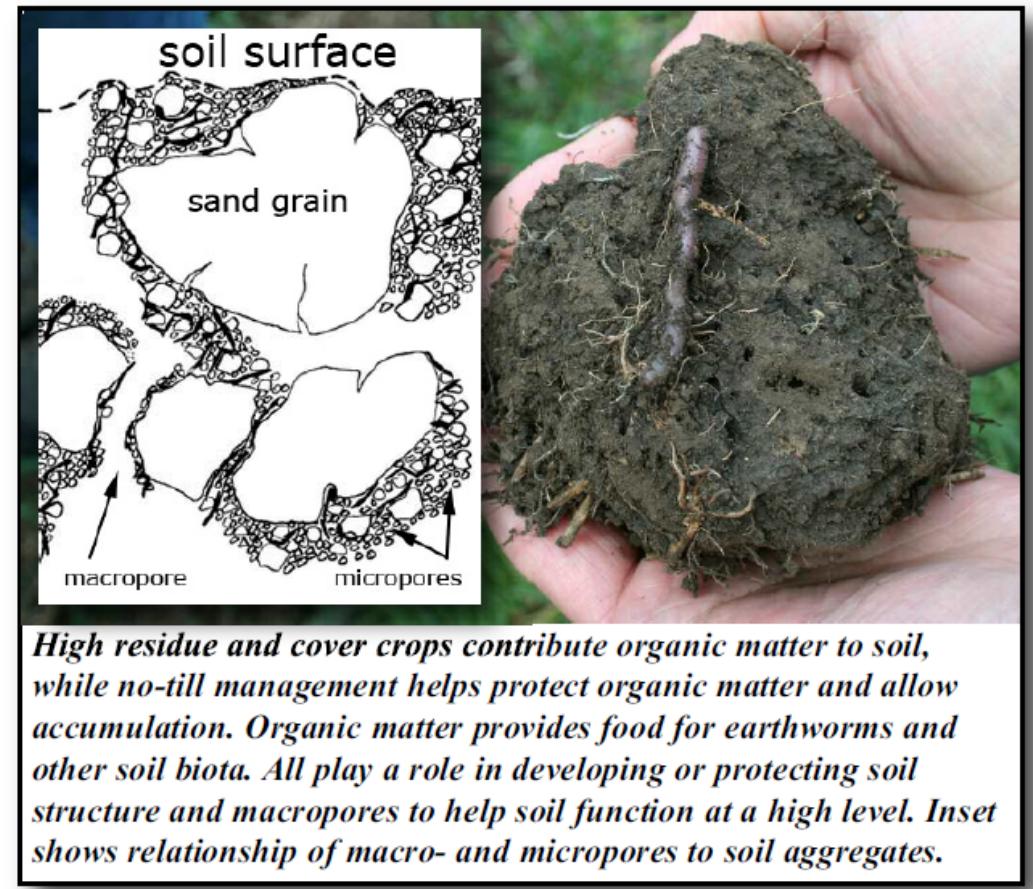 soil surface
sand grain
macropore
micropores
High residue and cover crops contribute organic matter to soil,
while no-till management helps protect organic matter and allow
accumulation. Organic matter provides food for earthworms and
other soil biota. All play a role in developing or protecting soil
structure and macropores to help soil function at a high level. Inset
shows relationship of macro- and micropores to soil aggregates.